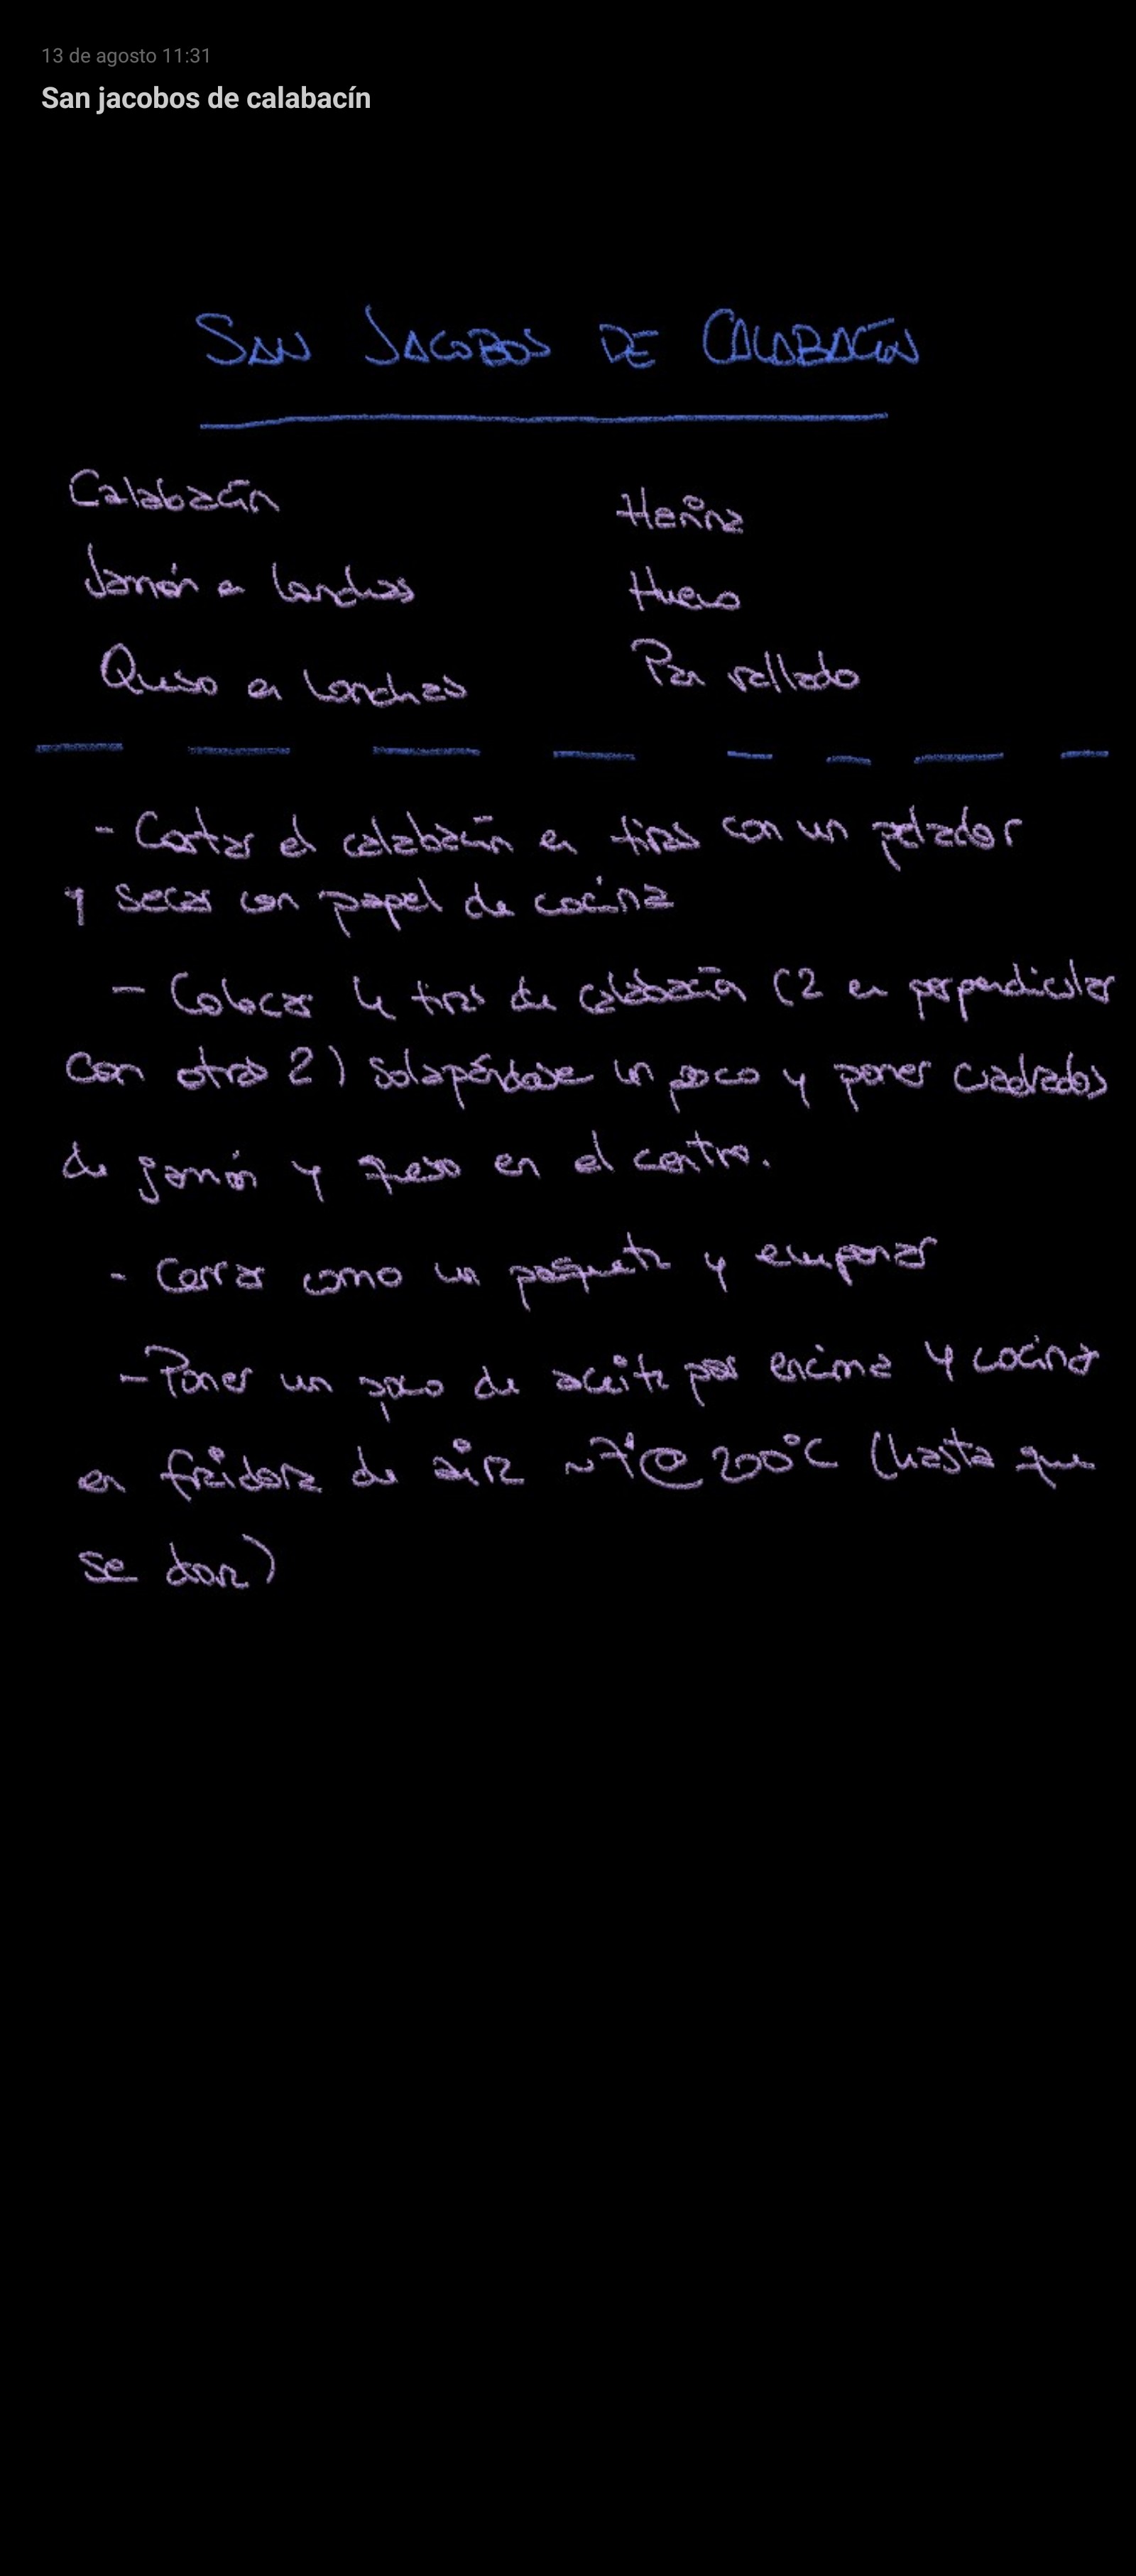 13 de agosto 11:31
San jacobos de calabacín
SAN JACOBOS DE CALABACÍN
Calabacín
Harina
Jamón en lonchas
Huevo
Queso en lonchas
Pan rallado
- Cortar el calabacín en tiras con un pelador
y secar con papel de cocina
- Colocar 4 tiras de calabacín (2 en perpendicular
con otras 2) solapándose un poco y poner cuadrados
de jamón y queso en el centro.
- Cerrar como un paquete y empanar
- Poner un poco de aceite por encima y cocinar
en freidora de aire ~7' @ 200°C (hasta que
se dore)